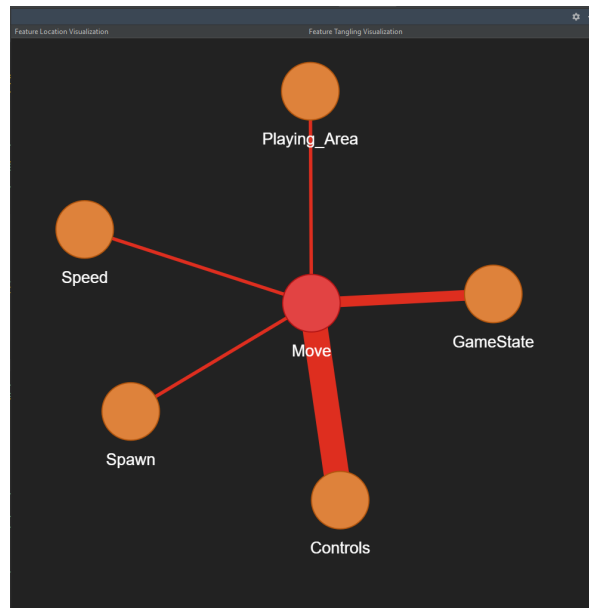 Feature Location Visualization
Feature Tangling Visualization
Playing_Area
Speed
Move
GameState
Spawn
Controls